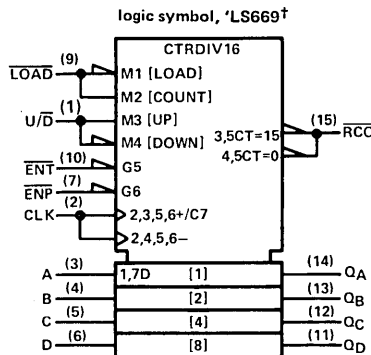 logic symbol, 'LS669†
CTRDIV16
LOAD (9) M1 [LOAD]
M2 [COUNT]
U/D (1) M3 [UP] 3,5CT=15 (15) RCO
M4 [DOWN] 4,5CT=0
ENT (10) G5
ENP (7) G6
CLK (2) 2,3,5,6+/C7
2,4,5,6−
A (3) 1,7D [1] (14) QA
B (4) [2] (13) QB
C (5) [4] (12) QC
D (6) [8] (11) QD